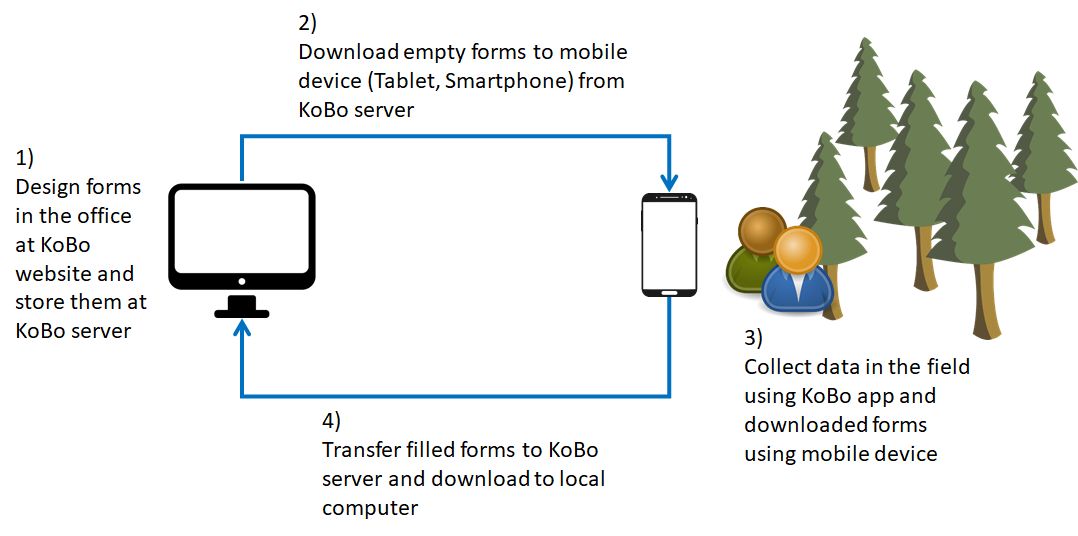 1)
Design forms
in the office
at KoBo
website and
store them at
KoBo server
2)
Download empty forms to mobile
device (Tablet, Smartphone) from
KoBo server
3)
Collect data in the field
using KoBo app and
downloaded forms
using mobile device
4)
Transfer filled forms to KoBo
server and download to local
computer